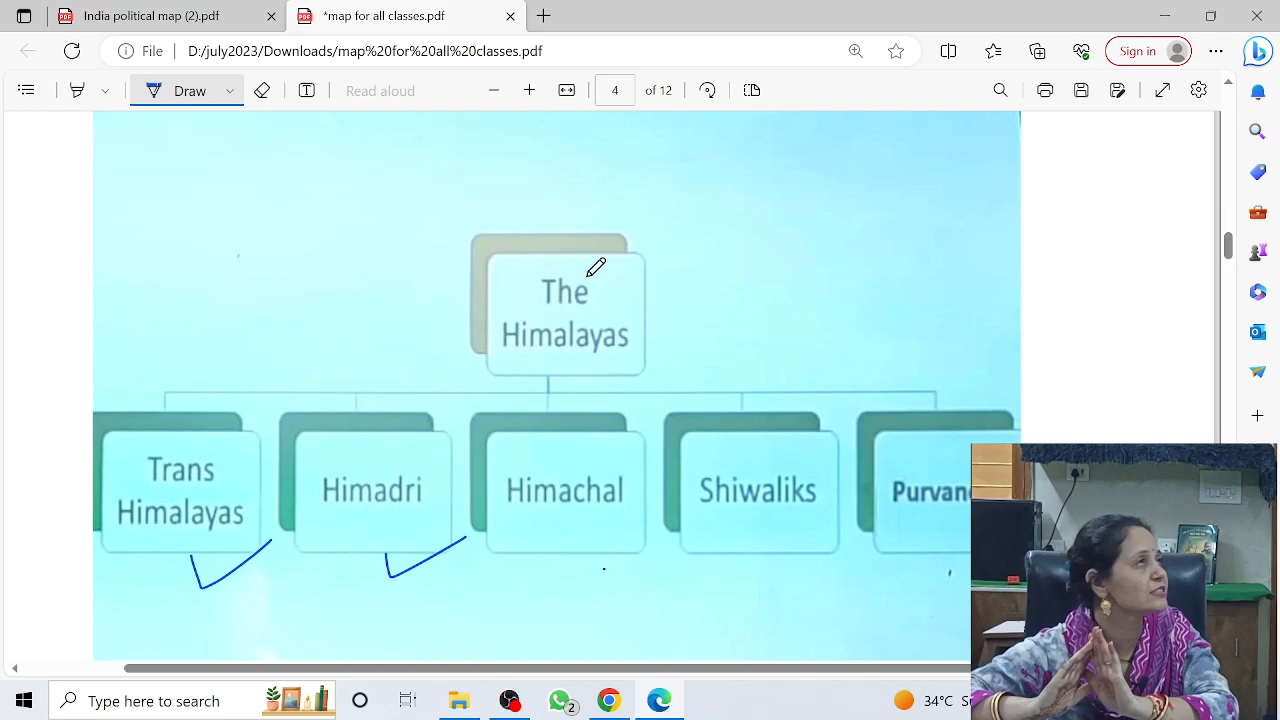 India political map (2).pdf
*map for all classes.pdf
File
D:/july2023/Downloads/map%20for%20all%20classes.pdf
Sign in
Draw
Read aloud
4 of 12
The
Himalayas
Trans
Himalayas
Himadri
Himachal
Shiwaliks
Type here to search
2
34°C